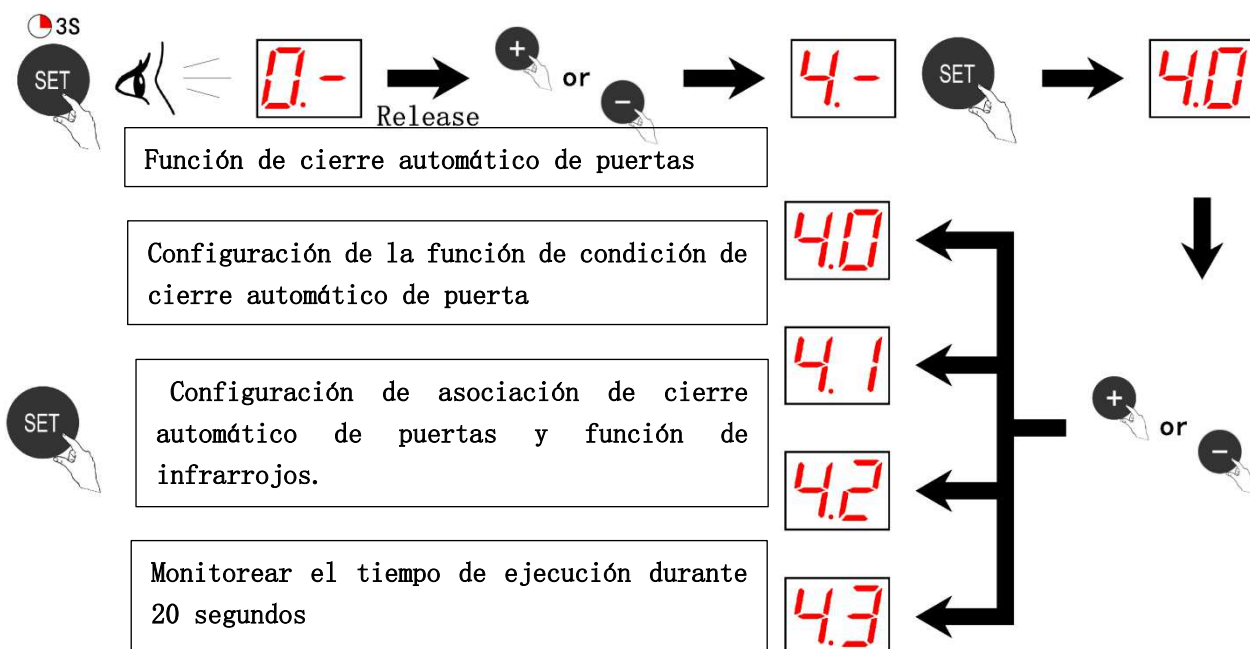 3S
SET
0.-
Release
+
or
-
4.-
SET
4.0
Función de cierre automático de puertas
Configuración de la función de condición de
cierre automático de puerta
4.0
4.1
SET
Configuración de asociación de cierre
automático de puertas y función de
infrarrojos.
4.2
+
or
-
Monitorear el tiempo de ejecución durante
20 segundos
4.3